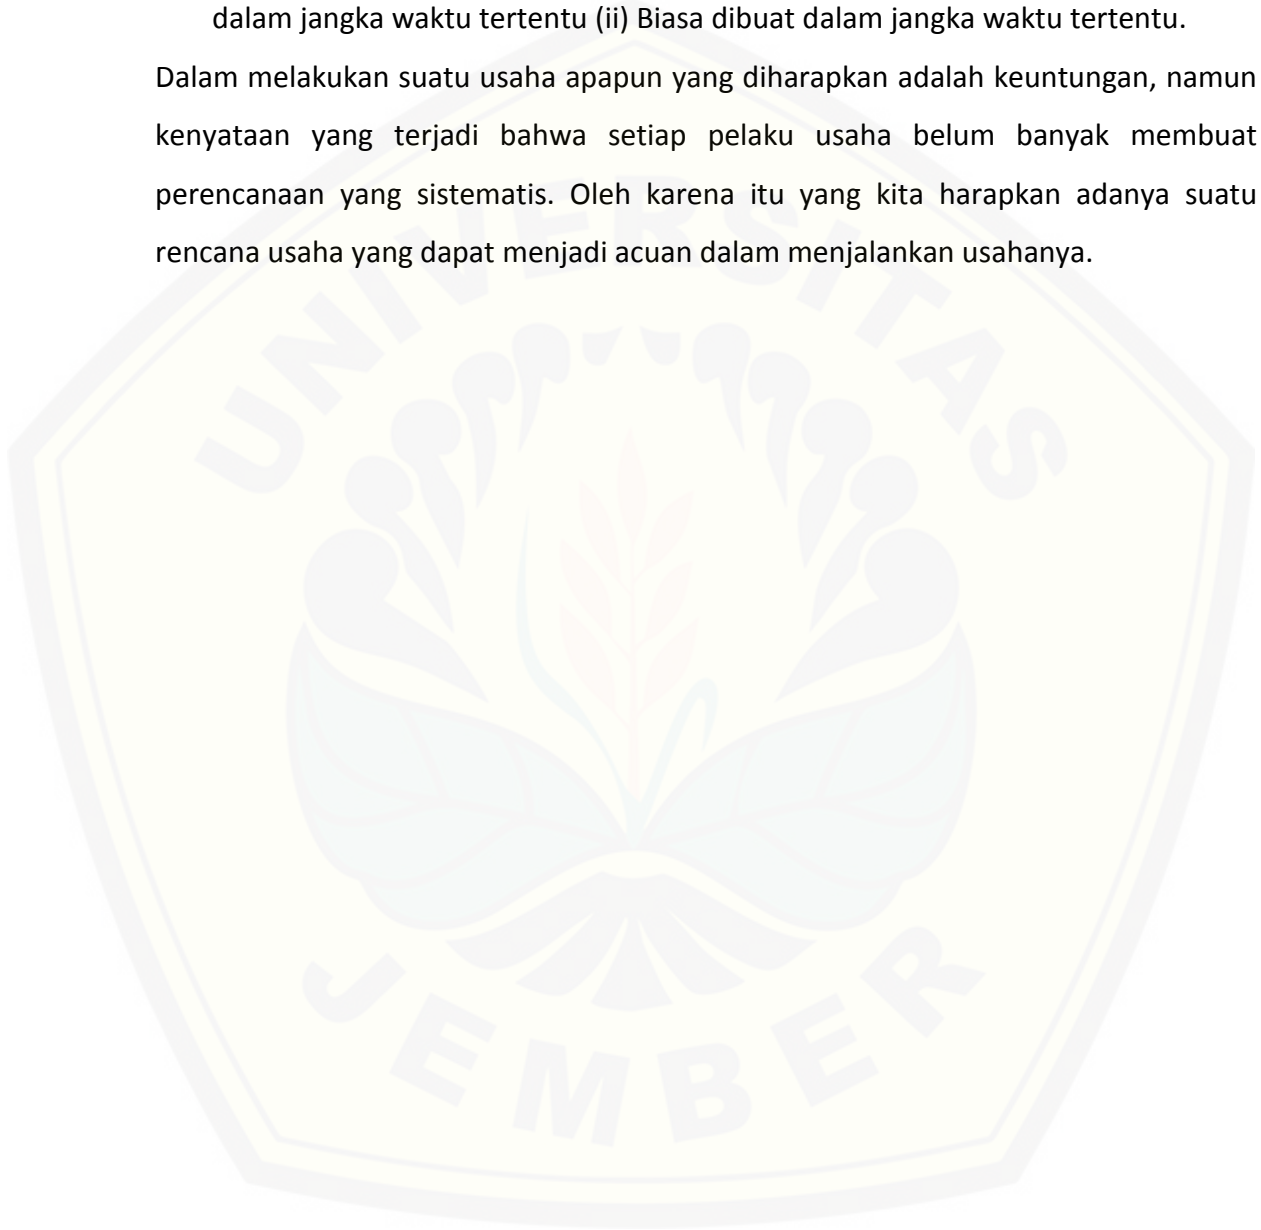 dalam jangka waktu tertentu (ii) Biasa dibuat dalam jangka waktu tertentu.
Dalam melakukan suatu usaha apapun yang diharapkan adalah keuntungan, namun
kenyataan yang terjadi bahwa setiap pelaku usaha belum banyak membuat
perencanaan yang sistematis. Oleh karena itu yang kita harapkan adanya suatu
rencana usaha yang dapat menjadi acuan dalam menjalankan usahanya.
UNIVERSITAS
JEMBER